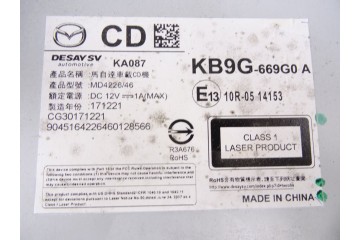 CD
DESAY SV
automotive
KA087
KB9G-669G0 A
產品名稱：馬自達車載CD機
產品型號：MD4226/46
額定電源：DC 12V 1A(MAX)
製造年份：171221
CG30171221
9045164226460128566
E13 10R-05 14153
R3A676
RoHS
CLASS 1
LASER PRODUCT
MADE IN CHINA